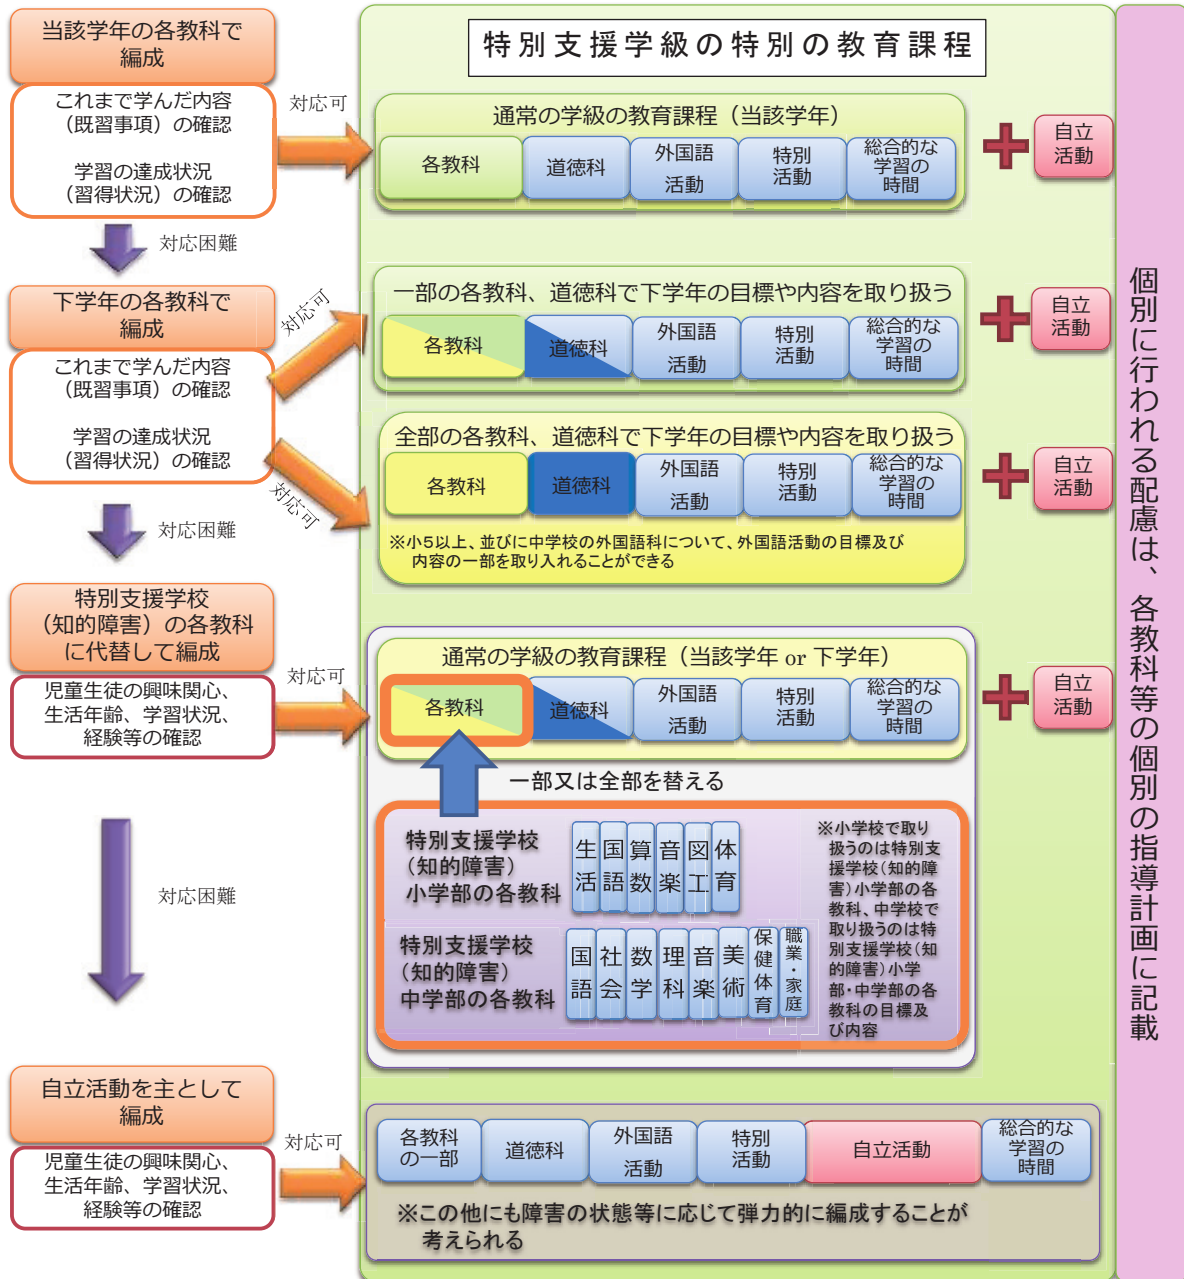 特別支援学級の特別の教育課程
当該学年の各教科で
編成
これまで学んだ内容
（既習事項）の確認
学習の達成状況
（習得状況）の確認
対応可
通常の学級の教育課程（当該学年）
各教科
道徳科
外国語
活動
特別
活動
総合的な
学習の
時間
自立
活動
対応困難
下学年の各教科で
編成
これまで学んだ内容
（既習事項）の確認
学習の達成状況
（習得状況）の確認
対応可
一部の各教科、道徳科で下学年の目標や内容を取り扱う
各教科
道徳科
外国語
活動
特別
活動
総合的な
学習の
時間
自立
活動
対応可
全部の各教科、道徳科で下学年の目標や内容を取り扱う
各教科
道徳科
外国語
活動
特別
活動
総合的な
学習の
時間
※小５以上、並びに中学校の外国語科について、外国語活動の目標及び
内容の一部を取り入れることができる
自立
活動
対応困難
特別支援学校
（知的障害）の各教科
に代替して編成
児童生徒の興味関心、
生活年齢、学習状況、
経験等の確認
対応可
通常の学級の教育課程（当該学年 or 下学年）
各教科
道徳科
外国語
活動
特別
活動
総合的な
学習の
時間
自立
活動
一部又は全部を替える
特別支援学校
（知的障害）
小学部の各教科
生活
国語
算数
音楽
図工
体育
特別支援学校
（知的障害）
中学部の各教科
国語
社会
数学
理科
音楽
美術
保健体育
職業・家庭
※小学校で取り
扱うのは特別支
援学校（知的障
害）小学部の各
教科、中学校で
取り扱うのは特
別支援学校（知
的障害）小学
部・中学部の各
教科の目標及
び内容
対応困難
自立活動を主として
編成
児童生徒の興味関心、
生活年齢、学習状況、
経験等の確認
対応可
各教科
の一部
道徳科
外国語
活動
特別
活動
自立活動
総合的な
学習の
時間
※この他にも障害の状態等に応じて弾力的に編成することが
考えられる
個別に行われる配慮は、各教科等の個別の指導計画に記載